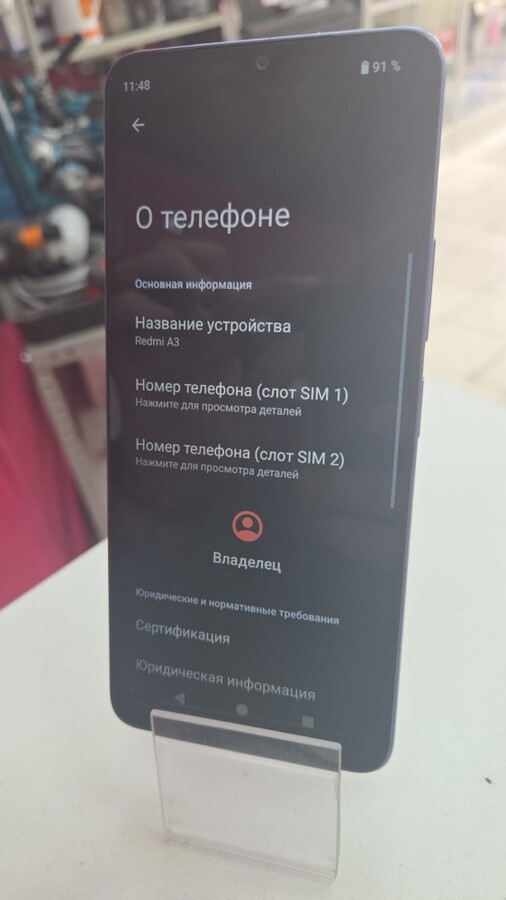 11:48
91 %
О телефоне
Основная информация
Название устройства
Redmi A3
Номер телефона (слот SIM 1)
Нажмите для просмотра деталей
Номер телефона (слот SIM 2)
Нажмите для просмотра деталей
Владелец
Юридические и нормативные требования
Сертификация
Юридическая информация